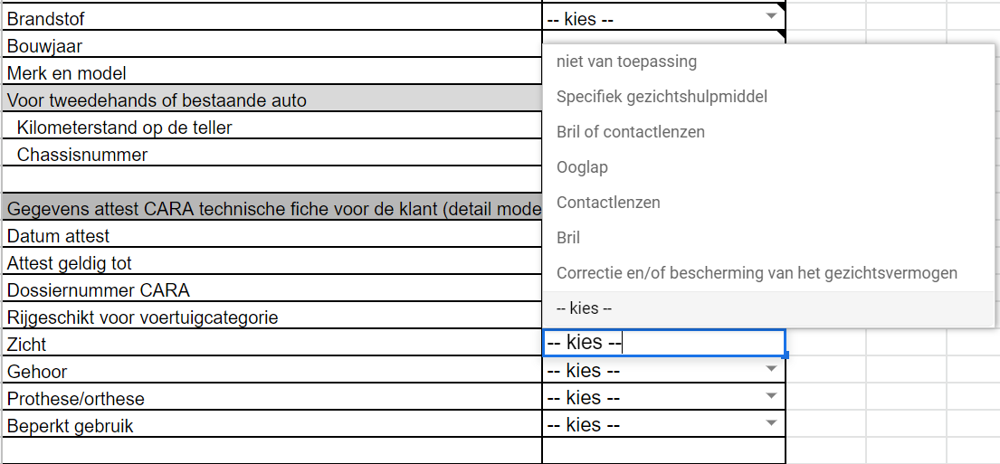 Brandstof
-- kies --
Bouwjaar
Merk en model
Voor tweedehands of bestaande auto
Kilometerstand op de teller
Chassisnummer
niet van toepassing
Specifiek gezichtshulpmiddel
Bril of contactlenzen
Ooglap
Contactlenzen
Bril
Correctie en/of bescherming van het gezichtsvermogen
-- kies --
Gegevens attest CARA technische fiche voor de klant (detail mode
Datum attest
Attest geldig tot
Dossiernummer CARA
Rijgeschikt voor voertuigcategorie
Zicht
-- kies --
Gehoor
-- kies --
Prothese/orthese
-- kies --
Beperkt gebruik
-- kies --